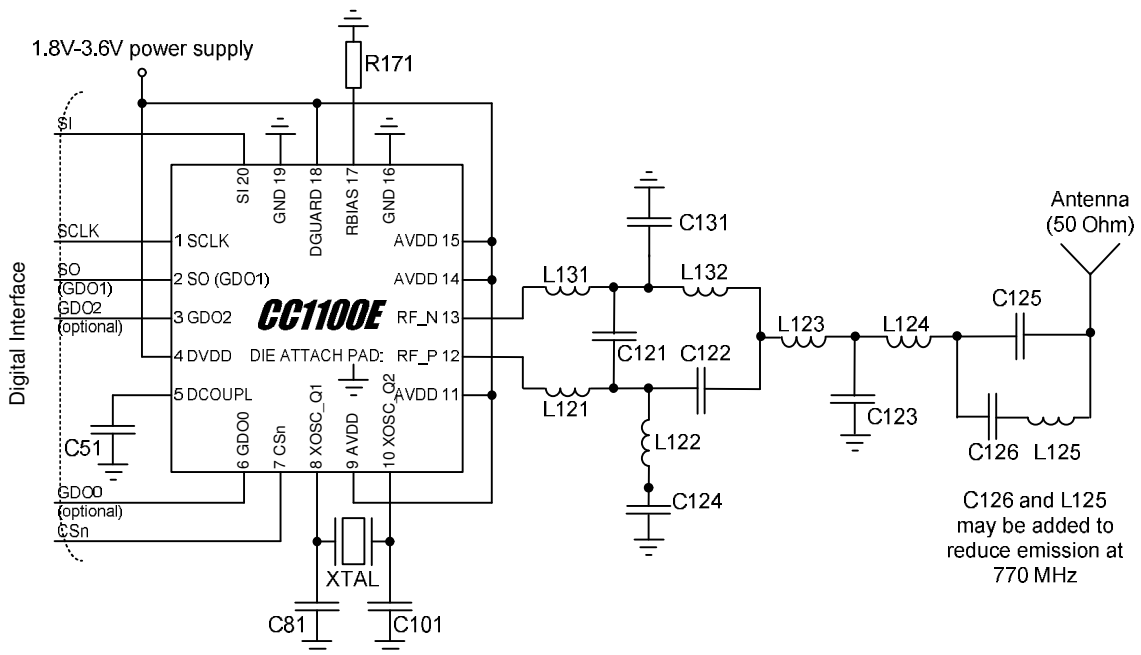 1.8V-3.6V power supply
R171
SI
SI 20
GND 19
DGUARD 18
RBIAS 17
GND 16
Antenna
(50 Ohm)
C131
SCLK
1 SCLK
AVDD 15
SO
(GDO1)
2 SO (GDO1)
AVDD 14
L131
L132
GDO2
(optional)
3 GDO2
CC1100E
RF_N 13
C125
L123
L124
C121
C122
4 DVDD
DIE ATTACH PAD:
RF_P 12
Digital Interface
5 DCOUPL
AVDD 11
L121
C123
C51
6 GDO0
7 CSn
8 XOSC_Q1
9 AVDD
10 XOSC_Q2
L122
C126
L125
GDO0
(optional)
C124
CSn
C126 and L125
may be added to
reduce emission at
770 MHz
XTAL
C81
C101